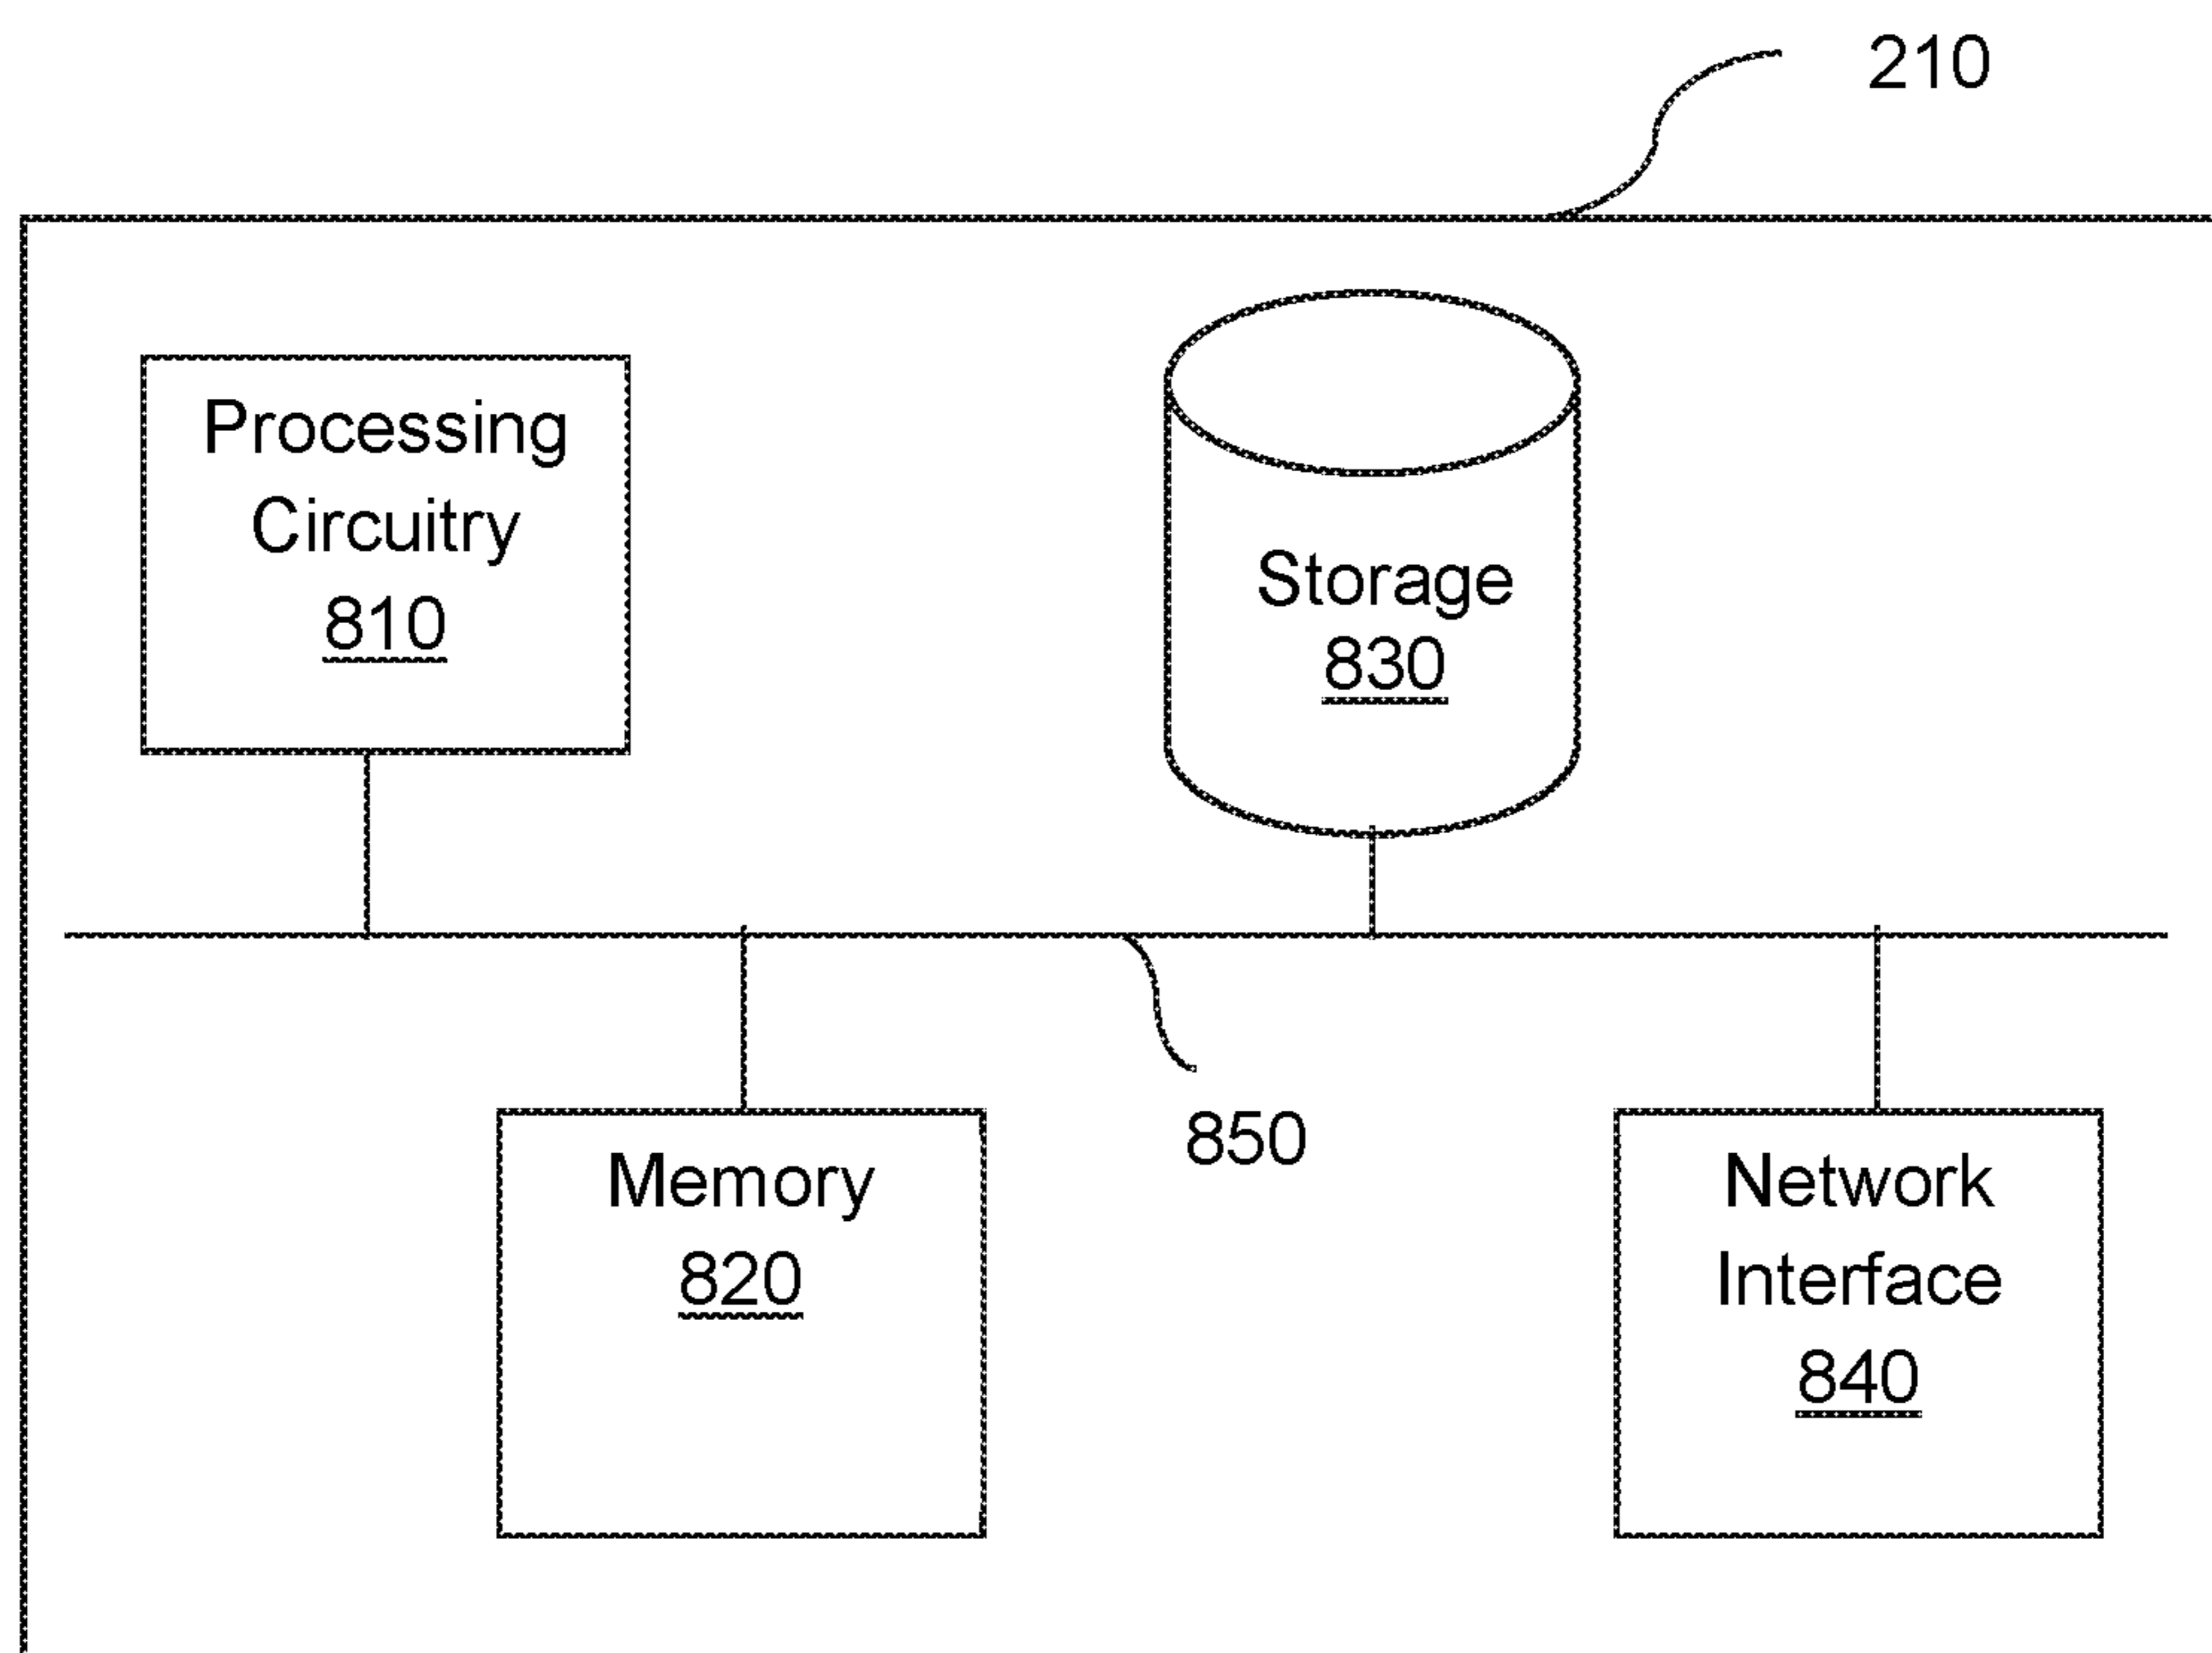 210
Processing
Circuitry
810
Storage
830
850
Memory
820
Network
Interface
840